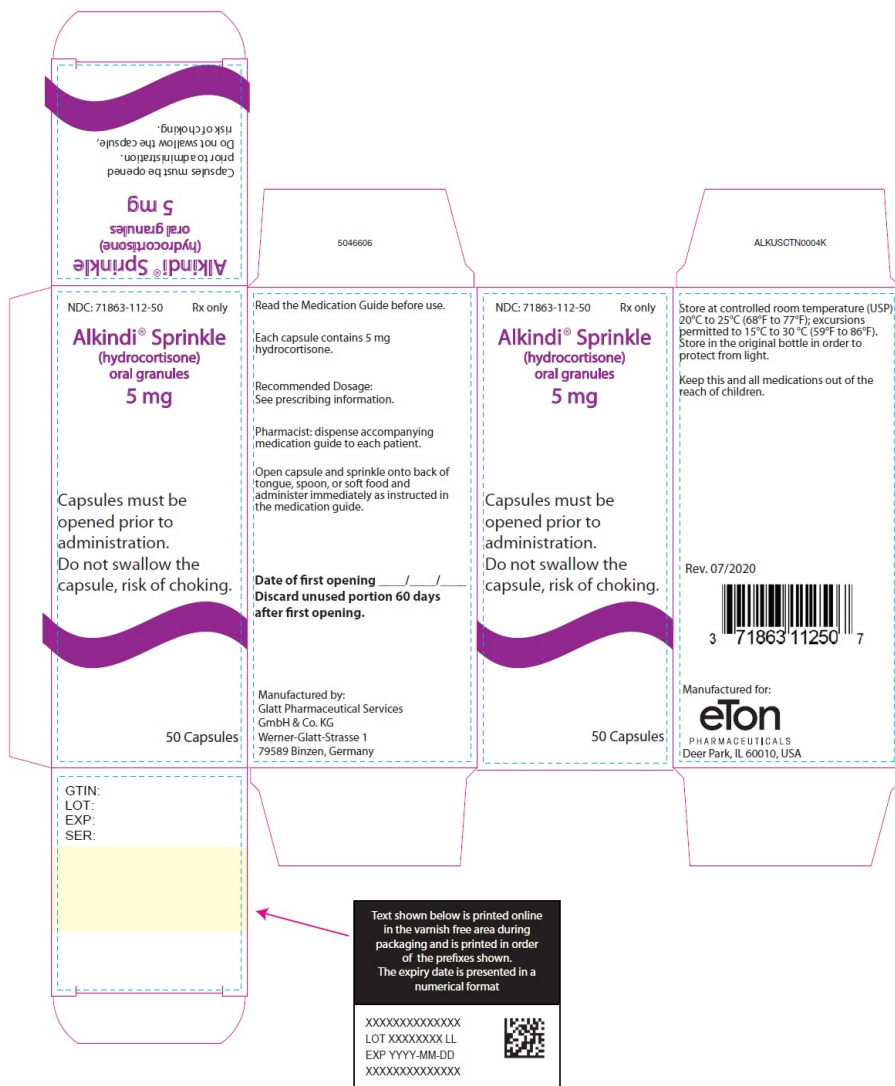 Alkindi® Sprinkle
(hydrocortisone)
oral granules
5 mg
Capsules must be opened
prior to administration.
Do not swallow the capsule,
risk of choking.
5046606
ALKUSCTN0004K
NDC: 71863-112-50 Rx only
Alkindi® Sprinkle
(hydrocortisone)
oral granules
5 mg
Capsules must be
opened prior to
administration.
Do not swallow the
capsule, risk of choking.
50 Capsules
Read the Medication Guide before use.
Each capsule contains 5 mg
hydrocortisone.
Recommended Dosage:
See prescribing information.
Pharmacist: dispense accompanying
medication guide to each patient.
Open capsule and sprinkle onto back of
tongue, spoon, or soft food and
administer immediately as instructed in
the medication guide.
Date of first opening ____/____/____
Discard unused portion 60 days
after first opening.
Manufactured by:
Glatt Pharmaceutical Services
GmbH & Co. KG
Werner-Glatt-Strasse 1
79589 Binzen, Germany
NDC: 71863-112-50 Rx only
Alkindi® Sprinkle
(hydrocortisone)
oral granules
5 mg
Capsules must be
opened prior to
administration.
Do not swallow the
capsule, risk of choking.
50 Capsules
Store at controlled room temperature (USP)
20°C to 25°C (68°F to 77°F); excursions
permitted to 15°C to 30 °C (59°F to 86°F).
Store in the original bottle in order to
protect from light.
Keep this and all medications out of the
reach of children.
Rev. 07/2020
3 71863 11250 7
Manufactured for:
eTon
PHARMACEUTICALS
Deer Park, IL 60010, USA
GTIN:
LOT:
EXP:
SER:
Text shown below is printed online
in the varnish free area during
packaging and is printed in order
of the prefixes shown.
The expiry date is presented in a
numerical format
XXXXXXXXXXXXXX
LOT XXXXXXXX LL
EXP YYYY-MM-DD
XXXXXXXXXXXXXX